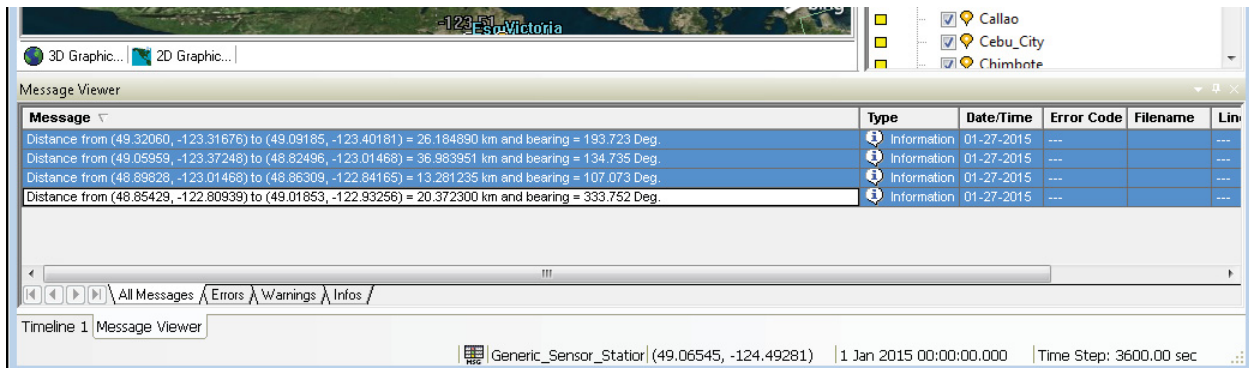 -123.51
Esq Victoria
bing
Callao
Cebu_City
Chimbote
3D Graphic... 2D Graphic...
Message Viewer
Message Type Date/Time Error Code Filename Lin
Distance from (49.32060, -123.31676) to (49.09185, -123.40181) = 26.184890 km and bearing = 193.723 Deg. Information 01-27-2015 --- ---
Distance from (49.05959, -123.37248) to (48.82496, -123.01468) = 36.983951 km and bearing = 134.735 Deg. Information 01-27-2015 --- ---
Distance from (48.89828, -123.01468) to (48.86309, -122.84165) = 13.281235 km and bearing = 107.073 Deg. Information 01-27-2015 --- ---
Distance from (48.85429, -122.80939) to (49.01853, -122.93256) = 20.372300 km and bearing = 333.752 Deg. Information 01-27-2015 --- ---
All Messages Errors Warnings Infos
Timeline 1 Message Viewer
MSG Generic_Sensor_Station (49.06545, -124.49281) 1 Jan 2015 00:00:00.000 Time Step: 3600.00 sec